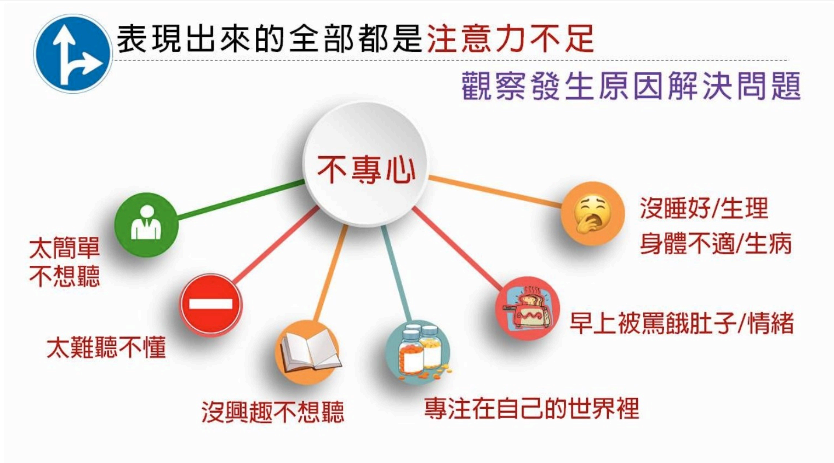 表現出來的全部都是注意力不足
觀察發生原因解決問題
不專心
太簡單
不想聽
太難聽不懂
沒興趣不想聽
專注在自己的世界裡
早上被罵餓肚子/情緒
沒睡好/生理
身體不適/生病